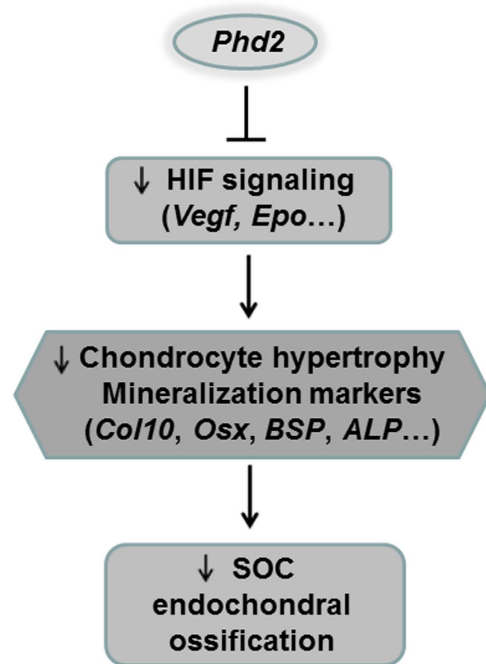 Phd2
↓ HIF signaling
(Vegf, Epo...)
↓ Chondrocyte hypertrophy
Mineralization markers
(Col10, Osx, BSP, ALP...)
↓ SOC
endochondral
ossification